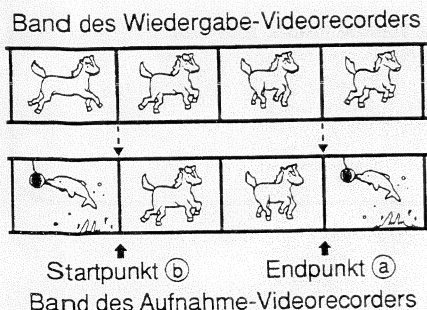 Band des Wiedergabe-Videorecorders
Startpunkt ⓑ Endpunkt ⓐ
Band des Aufnahme-Videorecorders